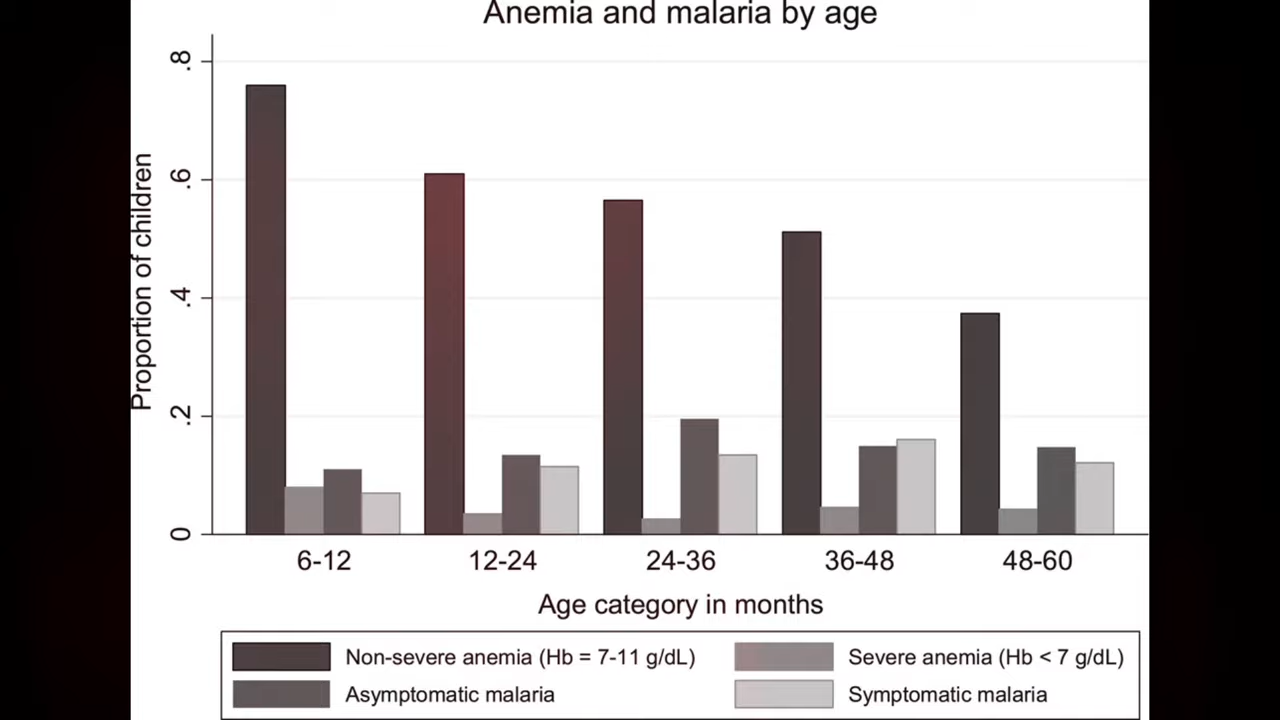 Anemia and malaria by age
Proportion of children
.8
.6
.4
.2
0
6-12 12-24 24-36 36-48 48-60
Age category in months
Non-severe anemia (Hb = 7-11 g/dL) Severe anemia (Hb < 7 g/dL)
Asymptomatic malaria Symptomatic malaria